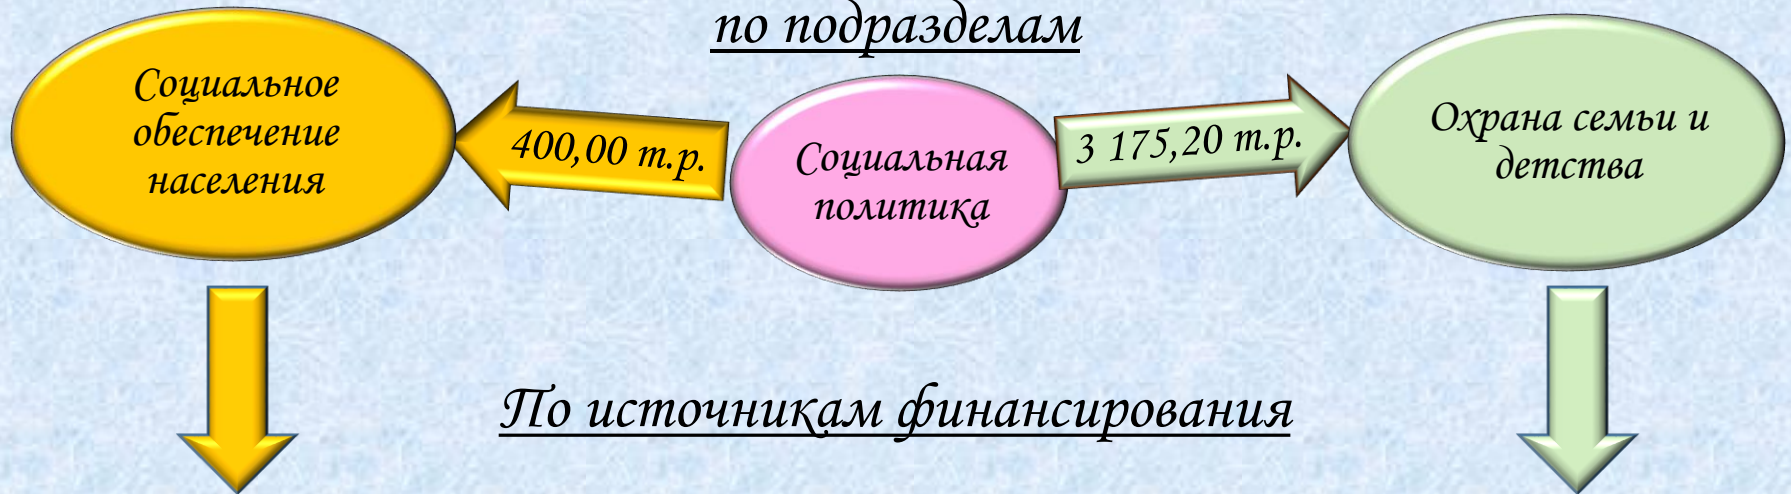 по подразделам
Социальное
обеспечение
населения
400,00 т.р.
Социальная
политика
3 175,20 т.р.
Охрана семьи и
детства
По источникам финансирования